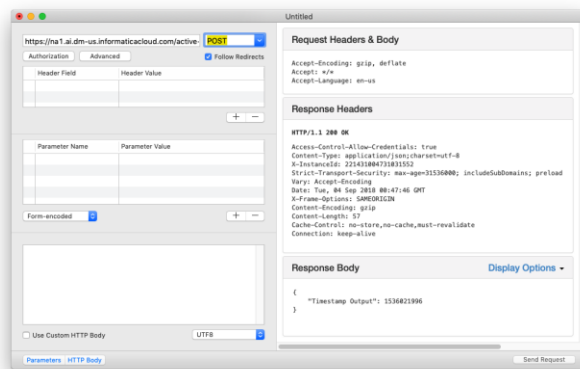 Untitled
https://na1.ai.dm-us.informaticacloud.com/active-
POST
Authorization
Advanced
Follow Redirects
Header Field
Header Value
+ −
Parameter Name
Parameter Value
Form-encoded
+ −
Use Custom HTTP Body
UTF8
Parameters
HTTP Body
Request Headers & Body
Accept-Encoding: gzip, deflate
Accept: */*
Accept-Language: en-us
Response Headers
HTTP/1.1 200 OK
Access-Control-Allow-Credentials: true
Content-Type: application/json;charset=utf-8
X-InstanceId: 221431004731031552
Strict-Transport-Security: max-age=31536000; includeSubDomains; preload
Vary: Accept-Encoding
Date: Tue, 04 Sep 2018 00:47:46 GMT
X-Frame-Options: SAMEORIGIN
Content-Encoding: gzip
Content-Length: 57
Cache-Control: no-store,no-cache,must-revalidate
Connection: keep-alive
Response Body
Display Options
{
"Timestamp Output": 1536021996
}
Send Request